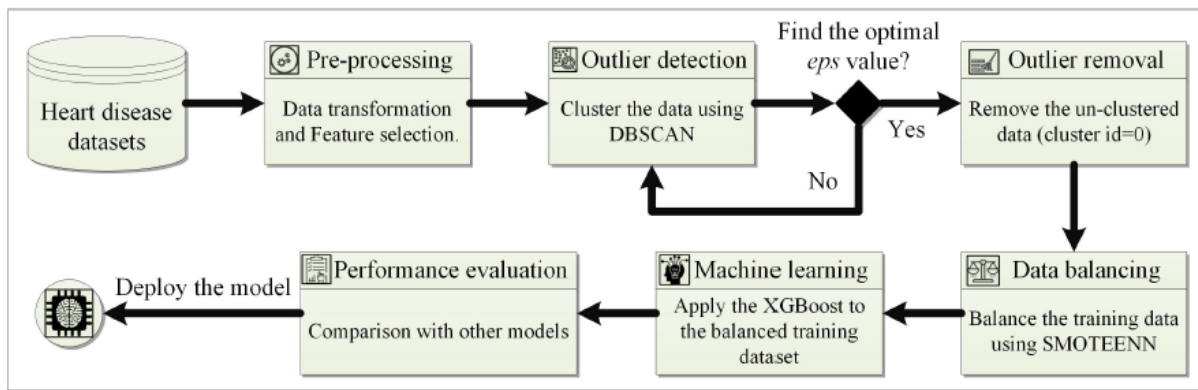 Heart disease
datasets
Pre-processing
Data transformation
and Feature selection.
Outlier detection
Cluster the data using
DBSCAN
Find the optimal
eps value?
Yes
No
Outlier removal
Remove the un-clustered
data (cluster id=0)
Data balancing
Balance the training data
using SMOTEENN
Machine learning
Apply the XGBoost to
the balanced training
dataset
Performance evaluation
Comparison with other models
Deploy the model